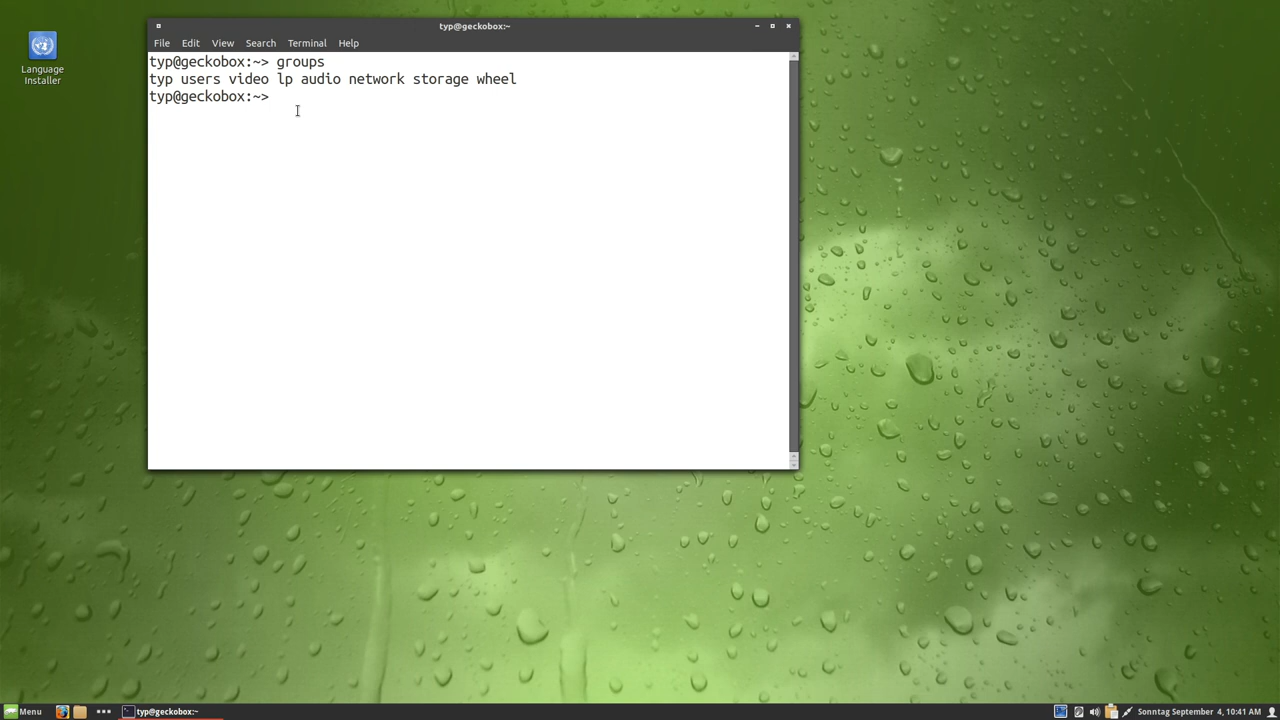 typ@geckobox:~
File Edit View Search Terminal Help
typ@geckobox:~> groups
typ users video lp audio network storage wheel
typ@geckobox:~>
Language
Installer
Menu
typ@geckobox:~
Sonntag September 4, 10:41 AM